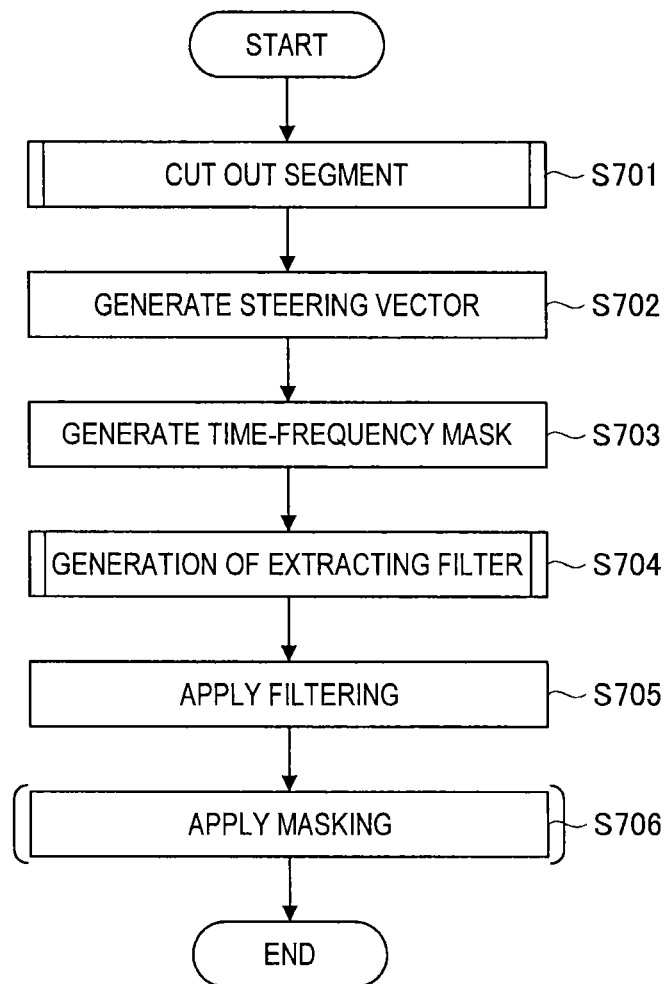 START
CUT OUT SEGMENT
S701
GENERATE STEERING VECTOR
S702
GENERATE TIME-FREQUENCY MASK
S703
GENERATION OF EXTRACTING FILTER
S704
APPLY FILTERING
S705
APPLY MASKING
S706
END